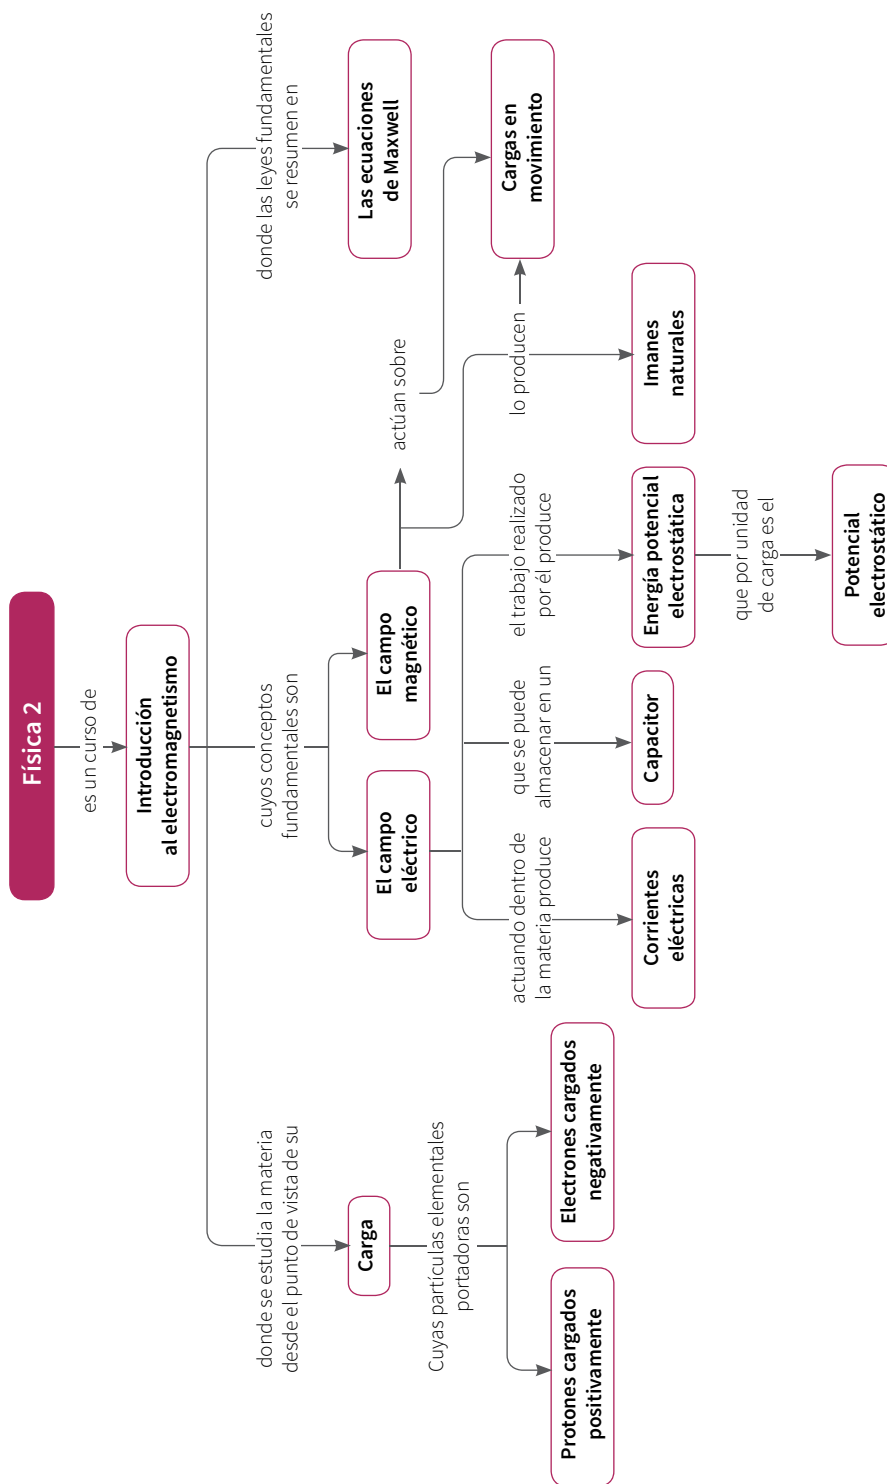 Física 2
es un curso de
Introducción
al electromagnetismo
donde se estudia la materia
desde el punto de vista de su
Carga
Cuyas partículas elementales
portadoras son
Protones cargados
positivamente
Electrones cargados
negativamente
cuyos conceptos
fundamentales son
El campo
eléctrico
actuando dentro de
la materia produce
Corrientes
eléctricas
que se puede
almacenar en un
Capacitor
el trabajo realizado
por él produce
Energía potencial
electrostática
que por unidad
de carga es el
Potencial
electrostático
El campo
magnético
actúan sobre
lo producen
Imanes
naturales
Cargas en
movimiento
donde las leyes fundamentales
se resumen en
Las ecuaciones
de Maxwell